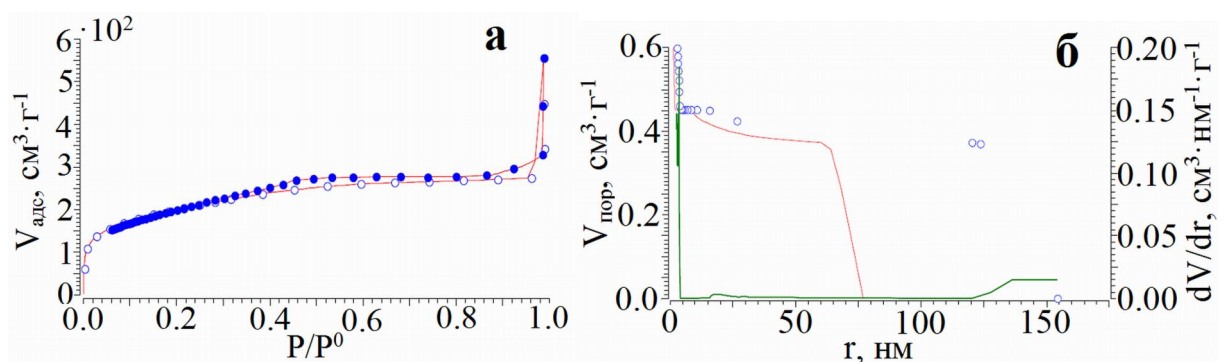 6 ·10²
а
5
4
3
2
1
0
0.0 0.2 0.4 0.6 0.8 1.0
P/P⁰
Vадс, см³·г⁻¹
б
0.6
0.4
0.2
0.0
Vпор, см³·г⁻¹
0 50 100 150
r, нм
0.20
0.15
0.10
0.05
0.00
dV/dr, см³·нм⁻¹·г⁻¹